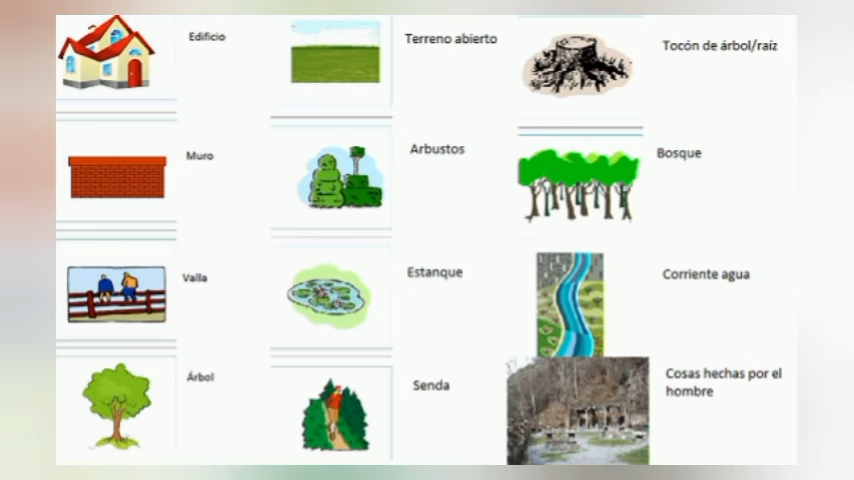 Edificio
Terreno abierto
Tocón de árbol/raíz
Muro
Arbustos
Bosque
Valla
Estanque
Corriente agua
Árbol
Senda
Cosas hechas por el
hombre